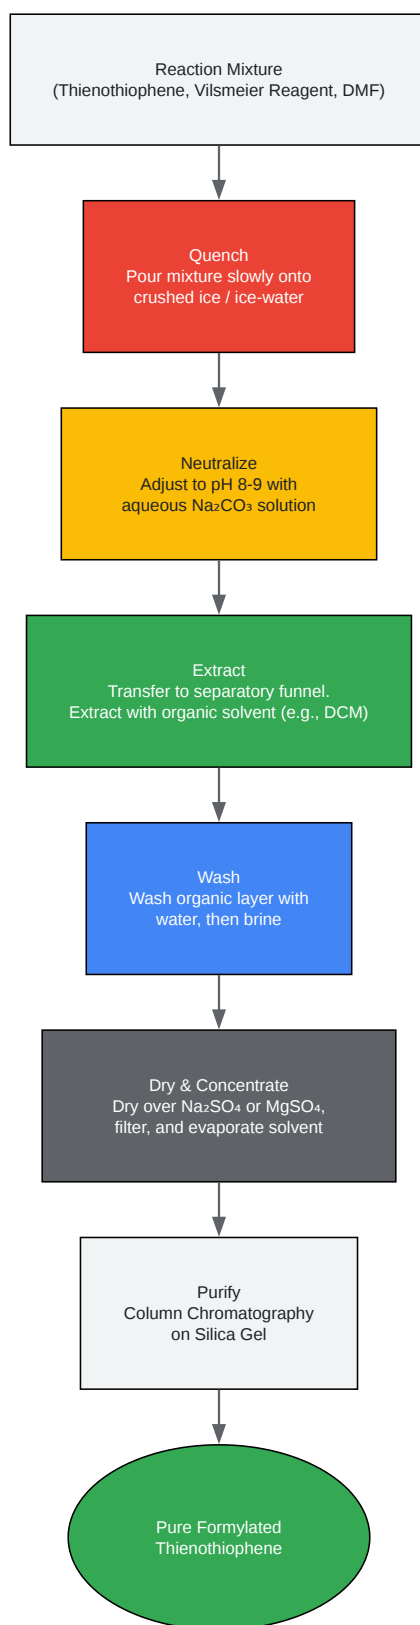 Reaction Mixture
(Thienothiophene, Vilsmeier Reagent, DMF)
Quench
Pour mixture slowly onto
crushed ice / ice-water
Neutralize
Adjust to pH 8-9 with
aqueous Na₂CO₃ solution
Extract
Transfer to separatory funnel.
Extract with organic solvent (e.g., DCM)
Wash
Wash organic layer with
water, then brine
Dry & Concentrate
Dry over Na₂SO₄ or MgSO₄,
filter, and evaporate solvent
Purify
Column Chromatography
on Silica Gel
Pure Formylated
Thienothiophene